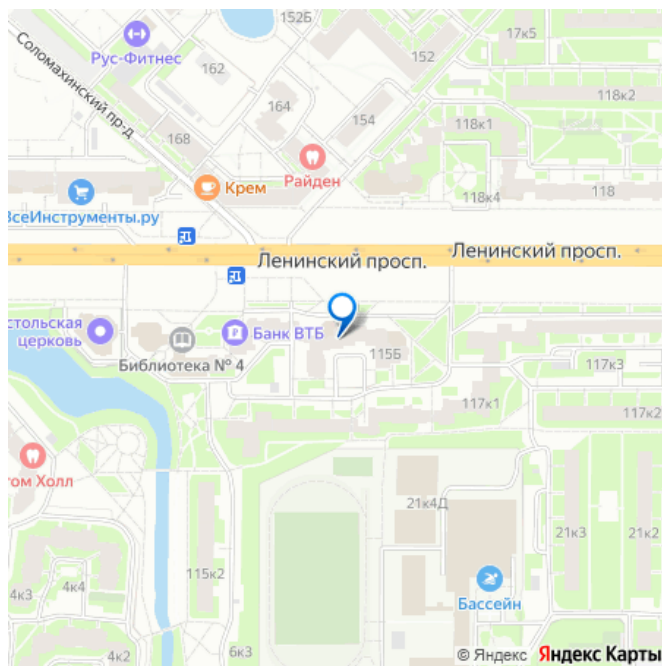 152Б
17к5
Рус-Фитнес
Соломахинский пр-д
162
152
118к2
164
154
168
118к1
Райден
Крем
118к4
118
ВсеИнструменты.ру
Ленинский просп.
Ленинский просп.
стольская
церковь
Банк ВТБ
Библиотека № 4
115Б
117к3
117к1
117к2
том Холл
21к4Д
21к3
21к2
115к2
4к4
4к3
Бассейн
4к2
6к3
© Яндекс Яндекс Карты